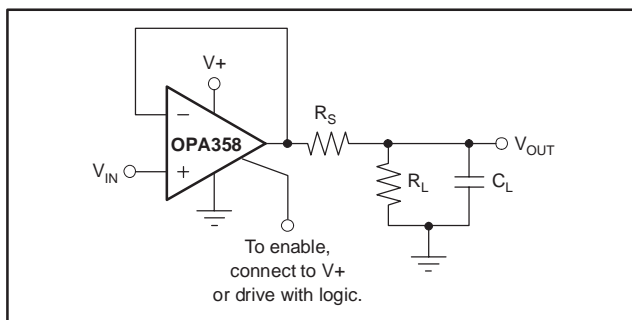 V+
R_S
−
OPA358
V_IN
+
V_OUT
R_L
C_L
To enable,
connect to V+
or drive with logic.